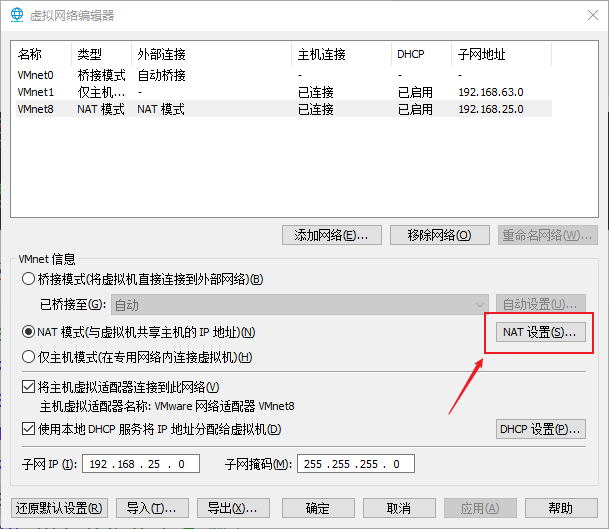 虚拟网络编辑器
名称 类型 外部连接 主机连接 DHCP 子网地址
VMnet0 桥接模式 自动桥接 - - -
VMnet1 仅主机... - 已连接 已启用 192.168.63.0
VMnet8 NAT 模式 NAT 模式 已连接 已启用 192.168.25.0
添加网络(E)... 移除网络(O) 重命名网络(W)...
VMnet 信息
桥接模式(将虚拟机直接连接到外部网络)(B)
已桥接至(G): 自动 自动设置(U)...
NAT 模式(与虚拟机共享主机的 IP 地址)(N) NAT 设置(S)...
仅主机模式(在专用网络内连接虚拟机)(H)
将主机虚拟适配器连接到此网络(V)
主机虚拟适配器名称: VMware 网络适配器 VMnet8
使用本地 DHCP 服务将 IP 地址分配给虚拟机(D) DHCP 设置(P)...
子网 IP (I): 192 .168 . 25 . 0 子网掩码(M): 255 .255 .255 . 0
还原默认设置(R) 导入(T)... 导出(X)... 确定 取消 应用(A) 帮助